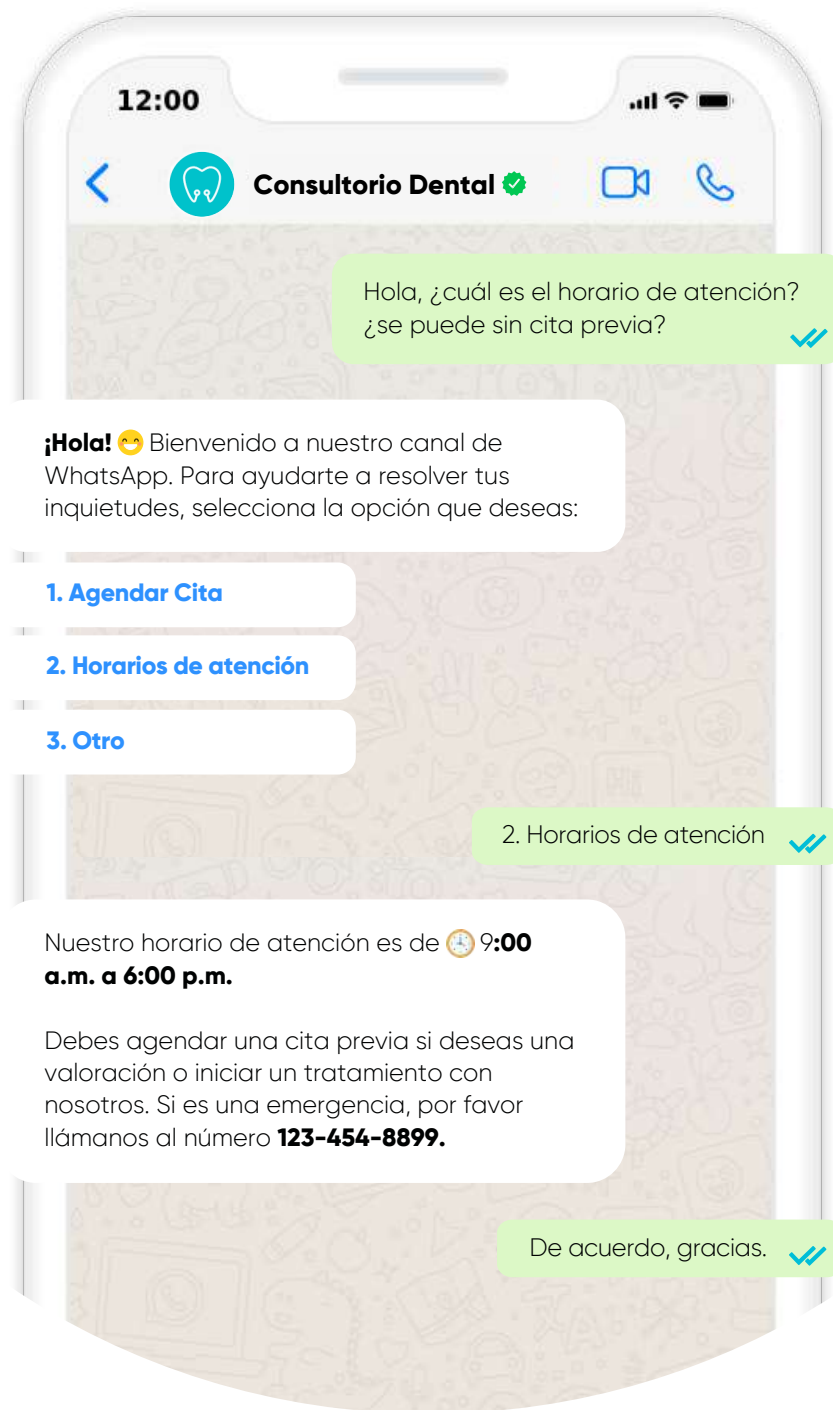 12:00
Consultorio Dental
Hola, ¿cuál es el horario de atención?
¿se puede sin cita previa?
¡Hola! 😁 Bienvenido a nuestro canal de
WhatsApp. Para ayudarte a resolver tus
inquietudes, selecciona la opción que deseas:
1. Agendar Cita
2. Horarios de atención
3. Otro
2. Horarios de atención
Nuestro horario de atención es de 🕓 9:00
a.m. a 6:00 p.m.
Debes agendar una cita previa si deseas una
valoración o iniciar un tratamiento con
nosotros. Si es una emergencia, por favor
llámanos al número 123-454-8899.
De acuerdo, gracias.